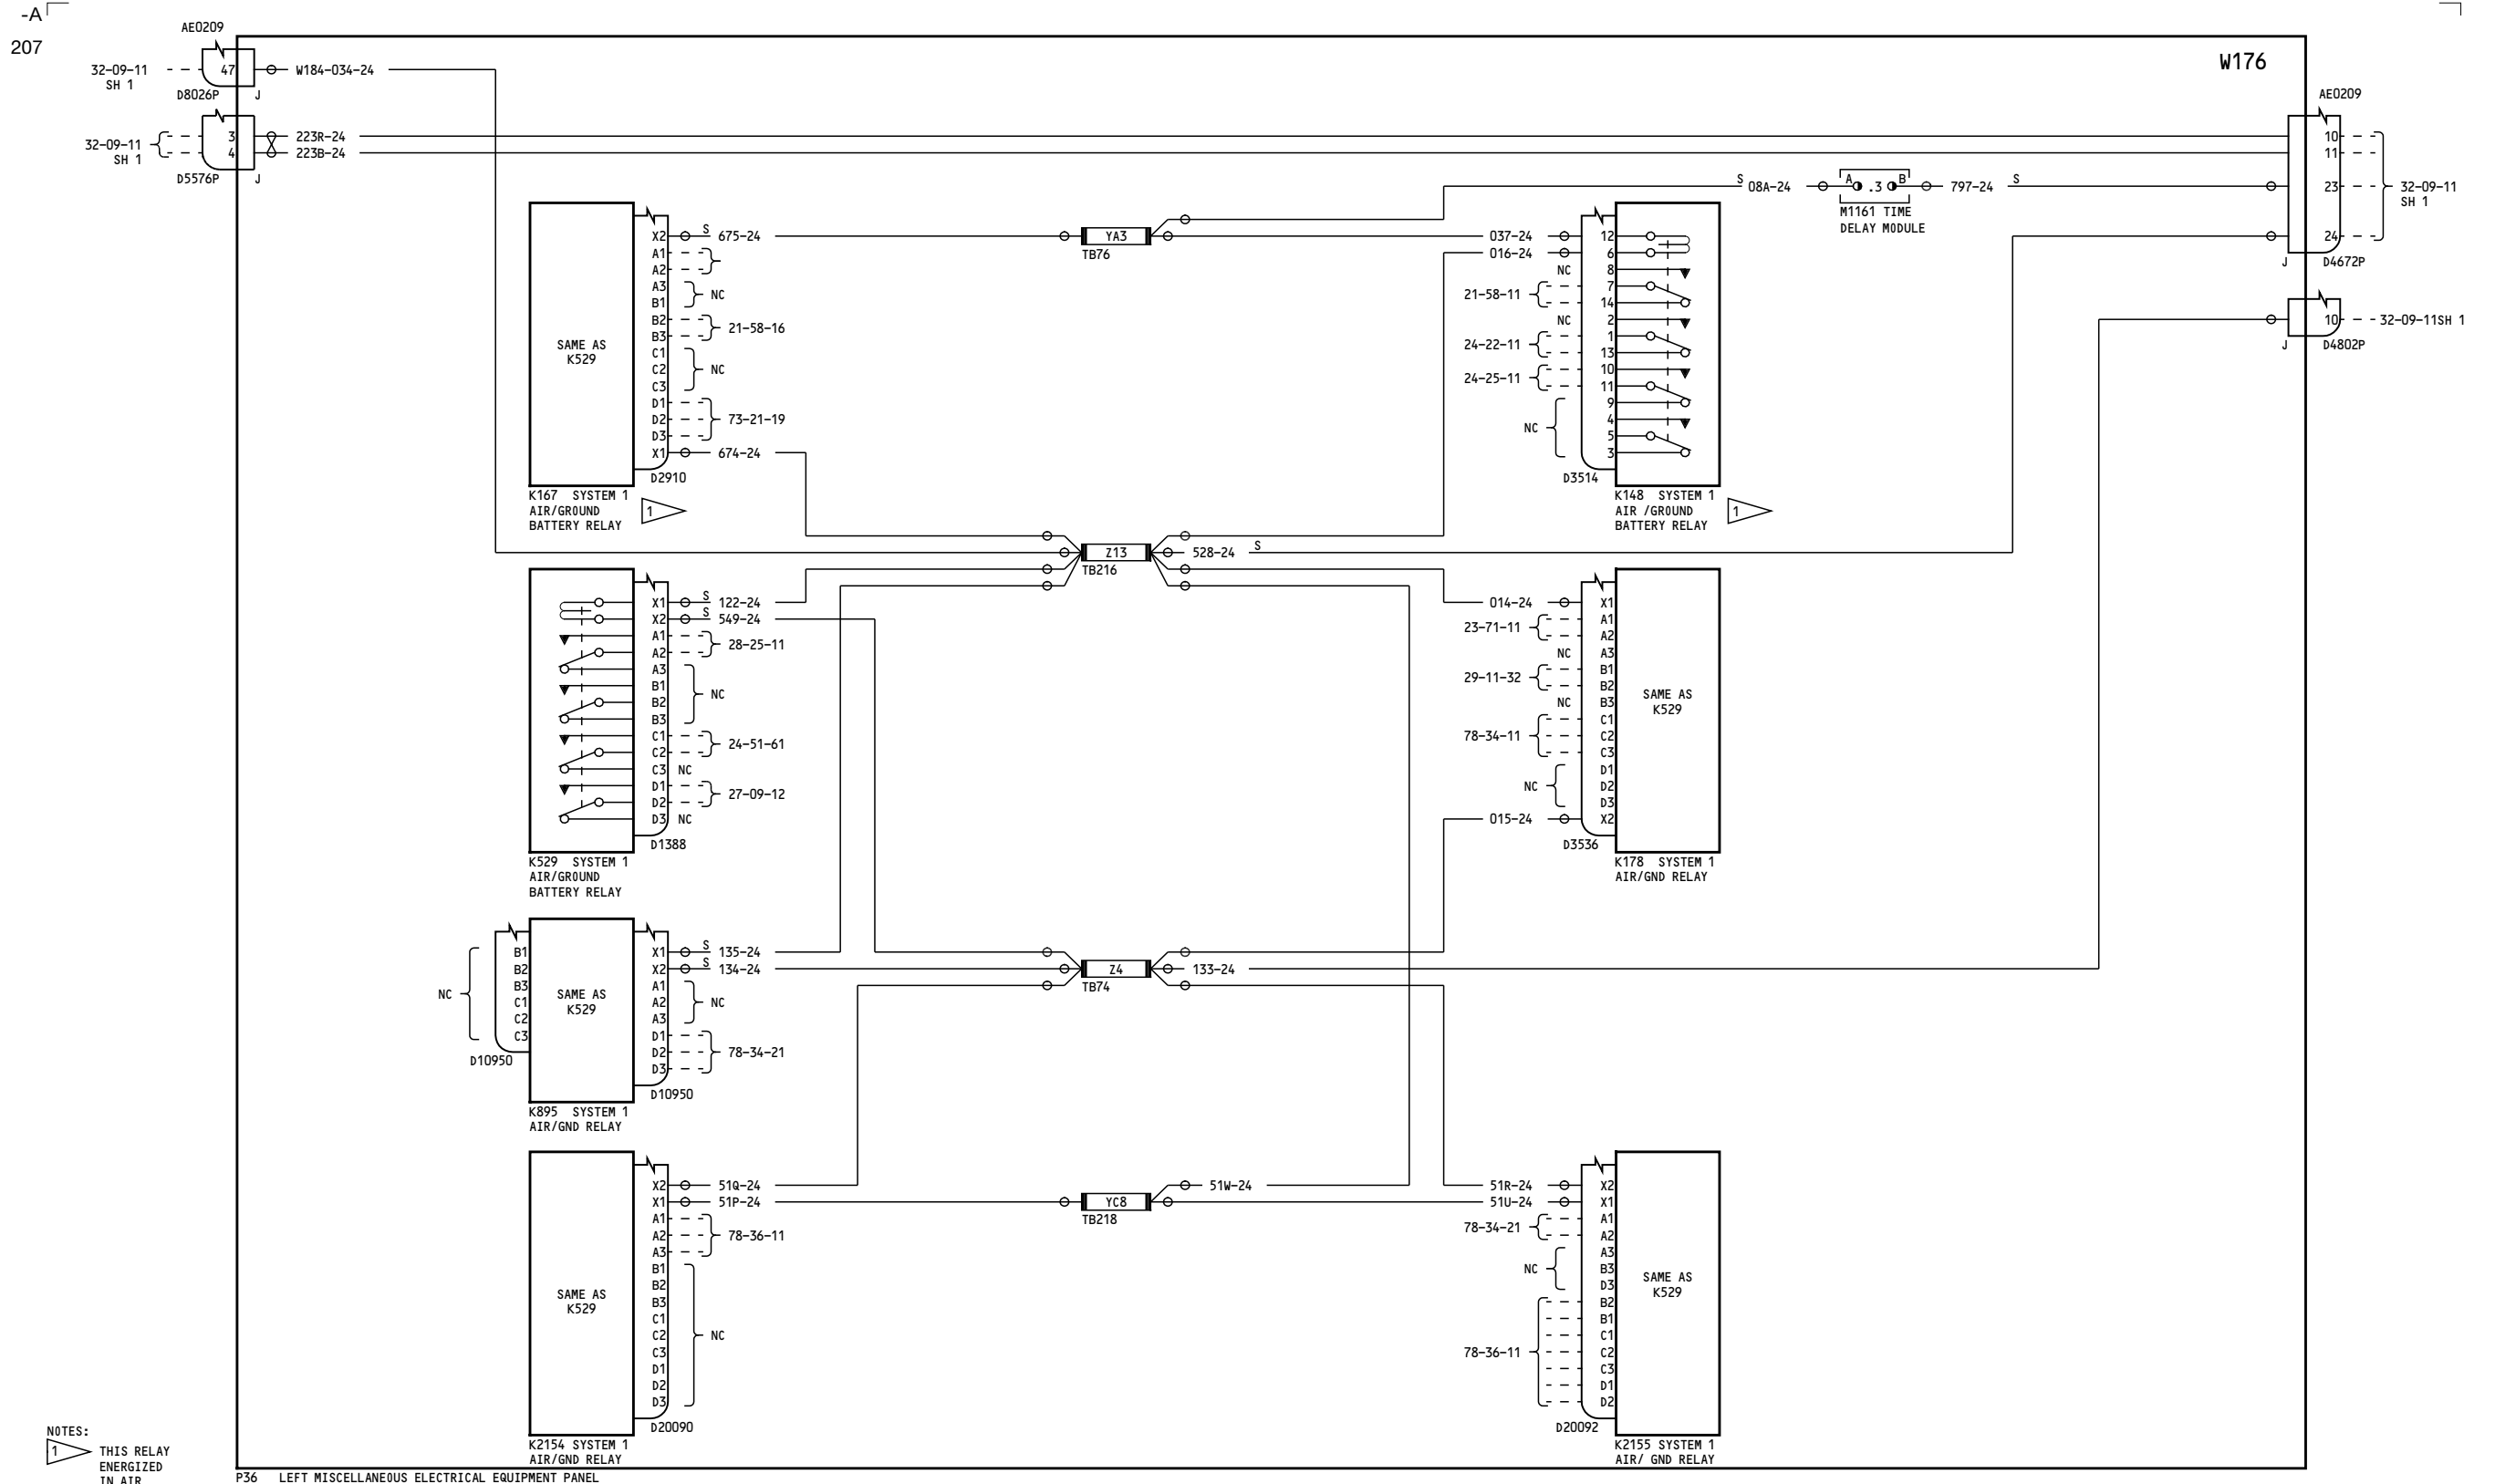 -A
207
AE0209
32-09-11
SH 1
47
W184-034-24
D8026P
J
32-09-11
SH 1
3
4
223R-24
223B-24
D5576P
J
W176
AE0209
10
11
23
24
32-09-11
SH 1
J
D4672P
10
32-09-11SH 1
J
D4802P
S 08A-24
A .3 B
797-24 S
M1161 TIME
DELAY MODULE
SAME AS
K529
X2 S 675-24
A1
A2
A3
B1
NC
B2
B3
21-58-16
C1
C2
C3
NC
D1
D2
D3
73-21-19
X1 674-24
D2910
K167 SYSTEM 1
AIR/GROUND
BATTERY RELAY
1
YA3
TB76
037-24 12
016-24 6
NC 8
21-58-11
7
14
NC 2
24-22-11
1
13
24-25-11
10
11
NC
9
4
5
3
D3514
K148 SYSTEM 1
AIR /GROUND
BATTERY RELAY
1
Z13
TB216
528-24 S
X1 S 122-24
X2 S 549-24
A1
A2
28-25-11
A3
B1
B2
B3
NC
C1
C2
24-51-61
C3 NC
D1
D2
27-09-12
D3 NC
D1388
K529 SYSTEM 1
AIR/GROUND
BATTERY RELAY
014-24 X1
23-71-11
A1
A2
NC A3
29-11-32
B1
B2
NC B3
78-34-11
C1
C2
C3
NC
D1
D2
D3
015-24 X2
SAME AS
K529
D3536
K178 SYSTEM 1
AIR/GND RELAY
NC
B1
B2
B3
C1
C2
C3
D10950
SAME AS
K529
X1 S 135-24
X2 S 134-24
A1
A2
A3
NC
D1
D2
D3
78-34-21
D10950
K895 SYSTEM 1
AIR/GND RELAY
Z4
TB74
133-24
SAME AS
K529
X2 51Q-24
X1 51P-24
A1
A2
A3
78-36-11
B1
B2
B3
C1
C2
C3
D1
D2
D3
NC
D20090
K2154 SYSTEM 1
AIR/GND RELAY
YC8
TB218
51W-24
51R-24 X2
51U-24 X1
78-34-21
A1
A2
NC
A3
B3
D3
78-36-11
B2
B1
C1
C2
C3
D1
D2
SAME AS
K529
D20092
K2155 SYSTEM 1
AIR/ GND RELAY
NOTES:
1 THIS RELAY
ENERGIZED
IN AIR
P36 LEFT MISCELLANEOUS ELECTRICAL EQUIPMENT PANEL